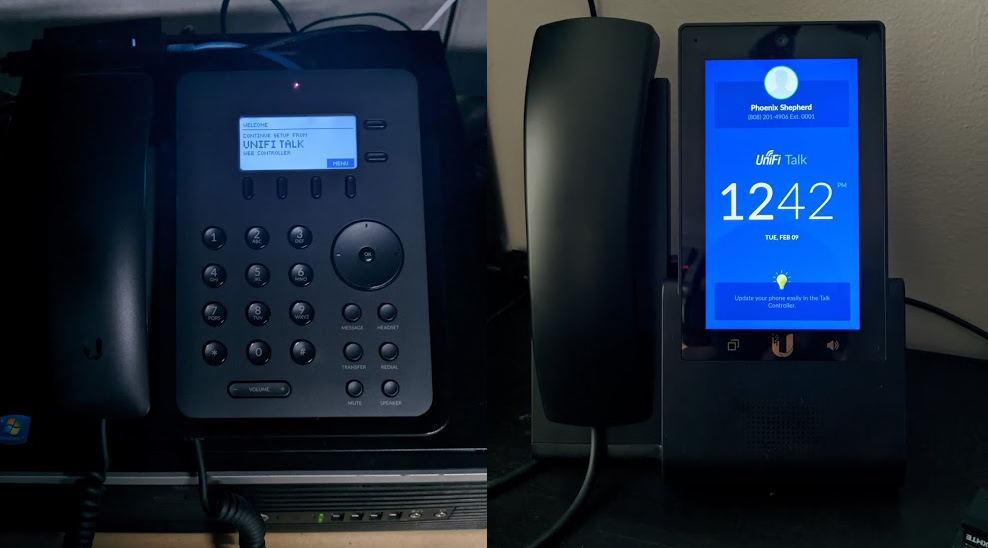 WELCOME
CONTINUE SETUP FROM
UNIFI TALK
WEB CONTROLLER
MENU
1
2
ABC
3
DEF
OK
4
GHI
5
JKL
6
MNO
7
PQRS
8
TUV
9
WXYZ
*
0
#
MESSAGE
HEADSET
TRANSFER
REDIAL
MUTE
SPEAKER
- VOLUME +
Phoenix Shepherd
(808) 201-4906 Ext. 0001
UniFi Talk
12 42 PM
TUE, FEB 09
Update your phone easily in the Talk
Controller.